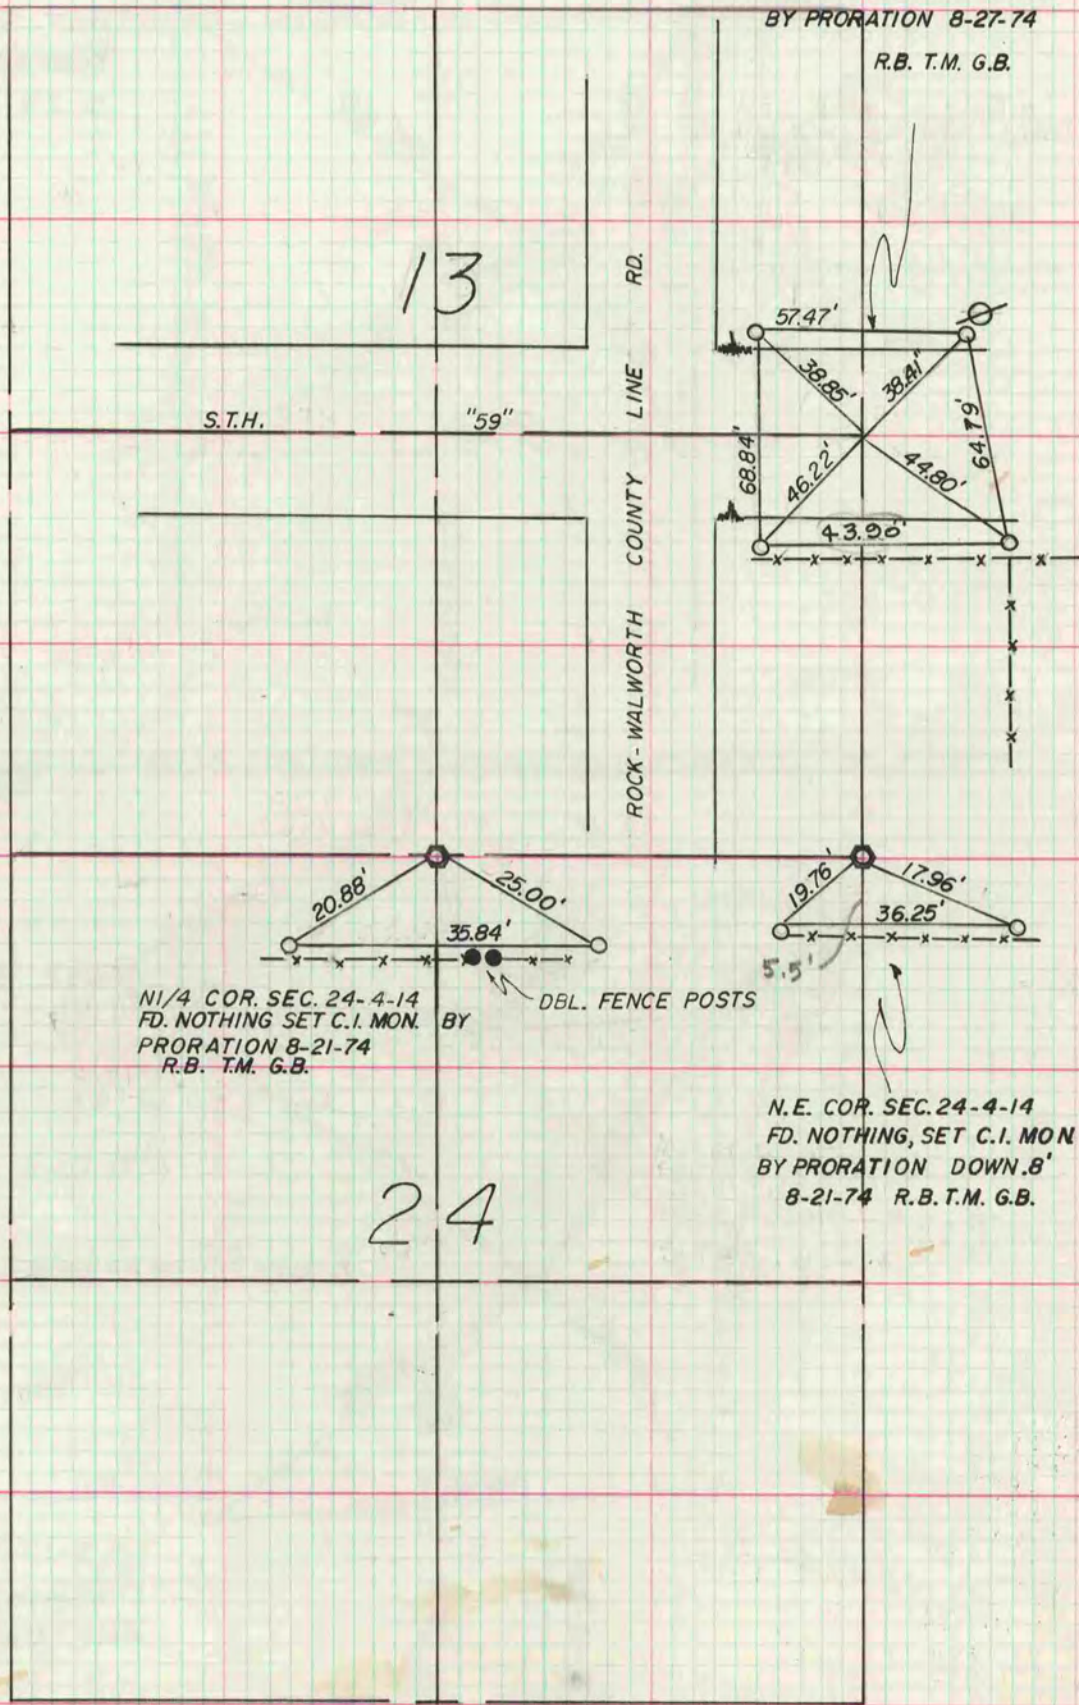 BY PRORATION 8-27-74
R.B. T.M. G.B.
13
ROCK-WALWORTH COUNTY LINE RD.
57.47'
38.85'
38.41"
S.T.H. "59"
68.84'
46.22'
44.80'
64.79'
43.96'
20.88'
25.00'
35.84'
19.76'
17.96'
36.25'
5.5'
DBL. FENCE POSTS
N1/4 COR. SEC. 24-4-14
FD. NOTHING SET C.I. MON. BY
PRORATION 8-21-74
R.B. T.M. G.B.
N.E. COR. SEC. 24-4-14
FD. NOTHING, SET C.I. MON
BY PRORATION DOWN .8'
8-21-74 R.B. T.M. G.B.
24